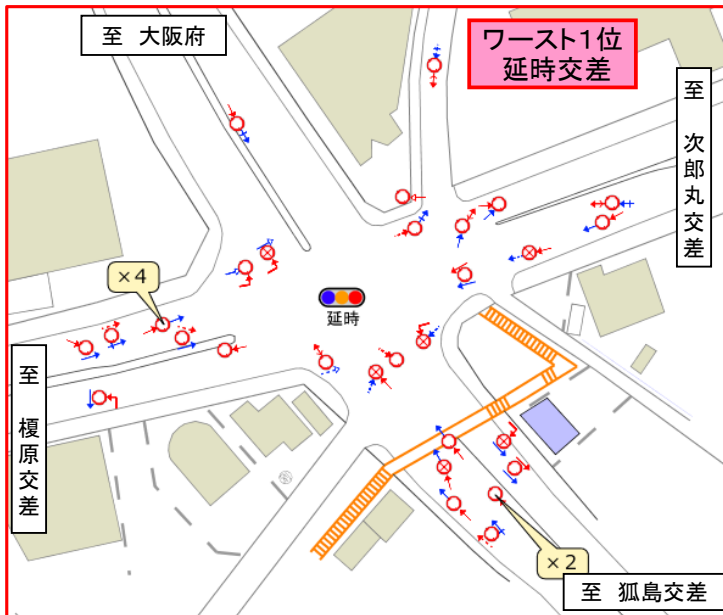 至 大阪府
ワースト1位
延時交差
至 次郎丸交差
×4
延時
至 榎原交差
×2
至 狐島交差